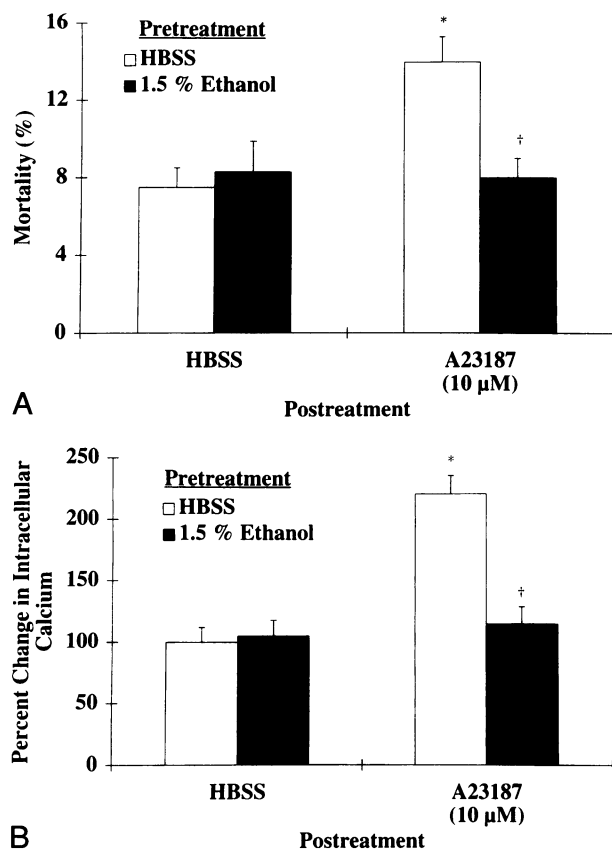 16
12
8
4
0
Mortality (%)
Pretreatment
HBSS
1.5 % Ethanol
*
†
HBSS
A23187
(10 µM)
Postreatment
A
250
200
150
100
50
0
Percent Change in Intracellular
Calcium
Pretreatment
HBSS
1.5 % Ethanol
*
†
HBSS
A23187
(10 µM)
Postreatment
B